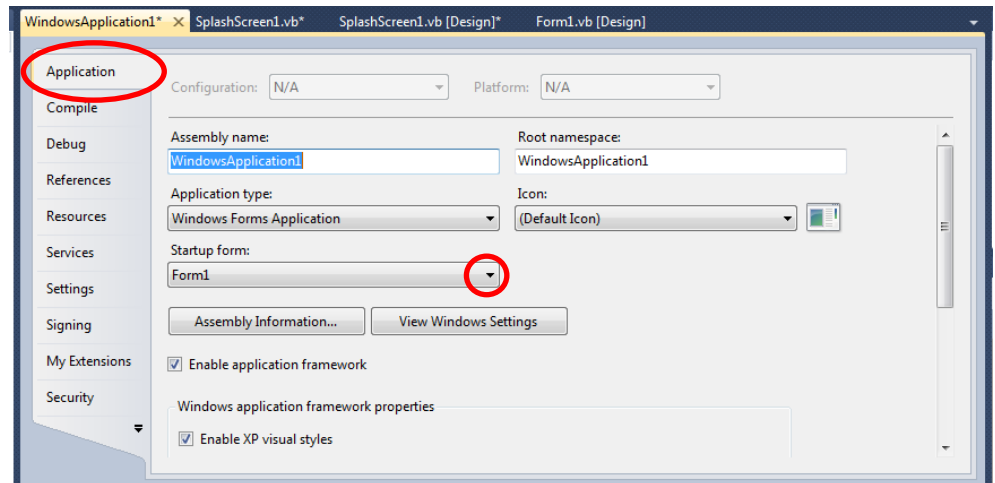 WindowsApplication1* SplashScreen1.vb* SplashScreen1.vb [Design]* Form1.vb [Design]
Application
Compile
Debug
References
Resources
Services
Settings
Signing
My Extensions
Security
Configuration: N/A Platform: N/A
Assembly name: Root namespace:
WindowsApplication1 WindowsApplication1
Application type: Icon:
Windows Forms Application (Default Icon)
Startup form:
Form1
Assembly Information... View Windows Settings
Enable application framework
Windows application framework properties
Enable XP visual styles